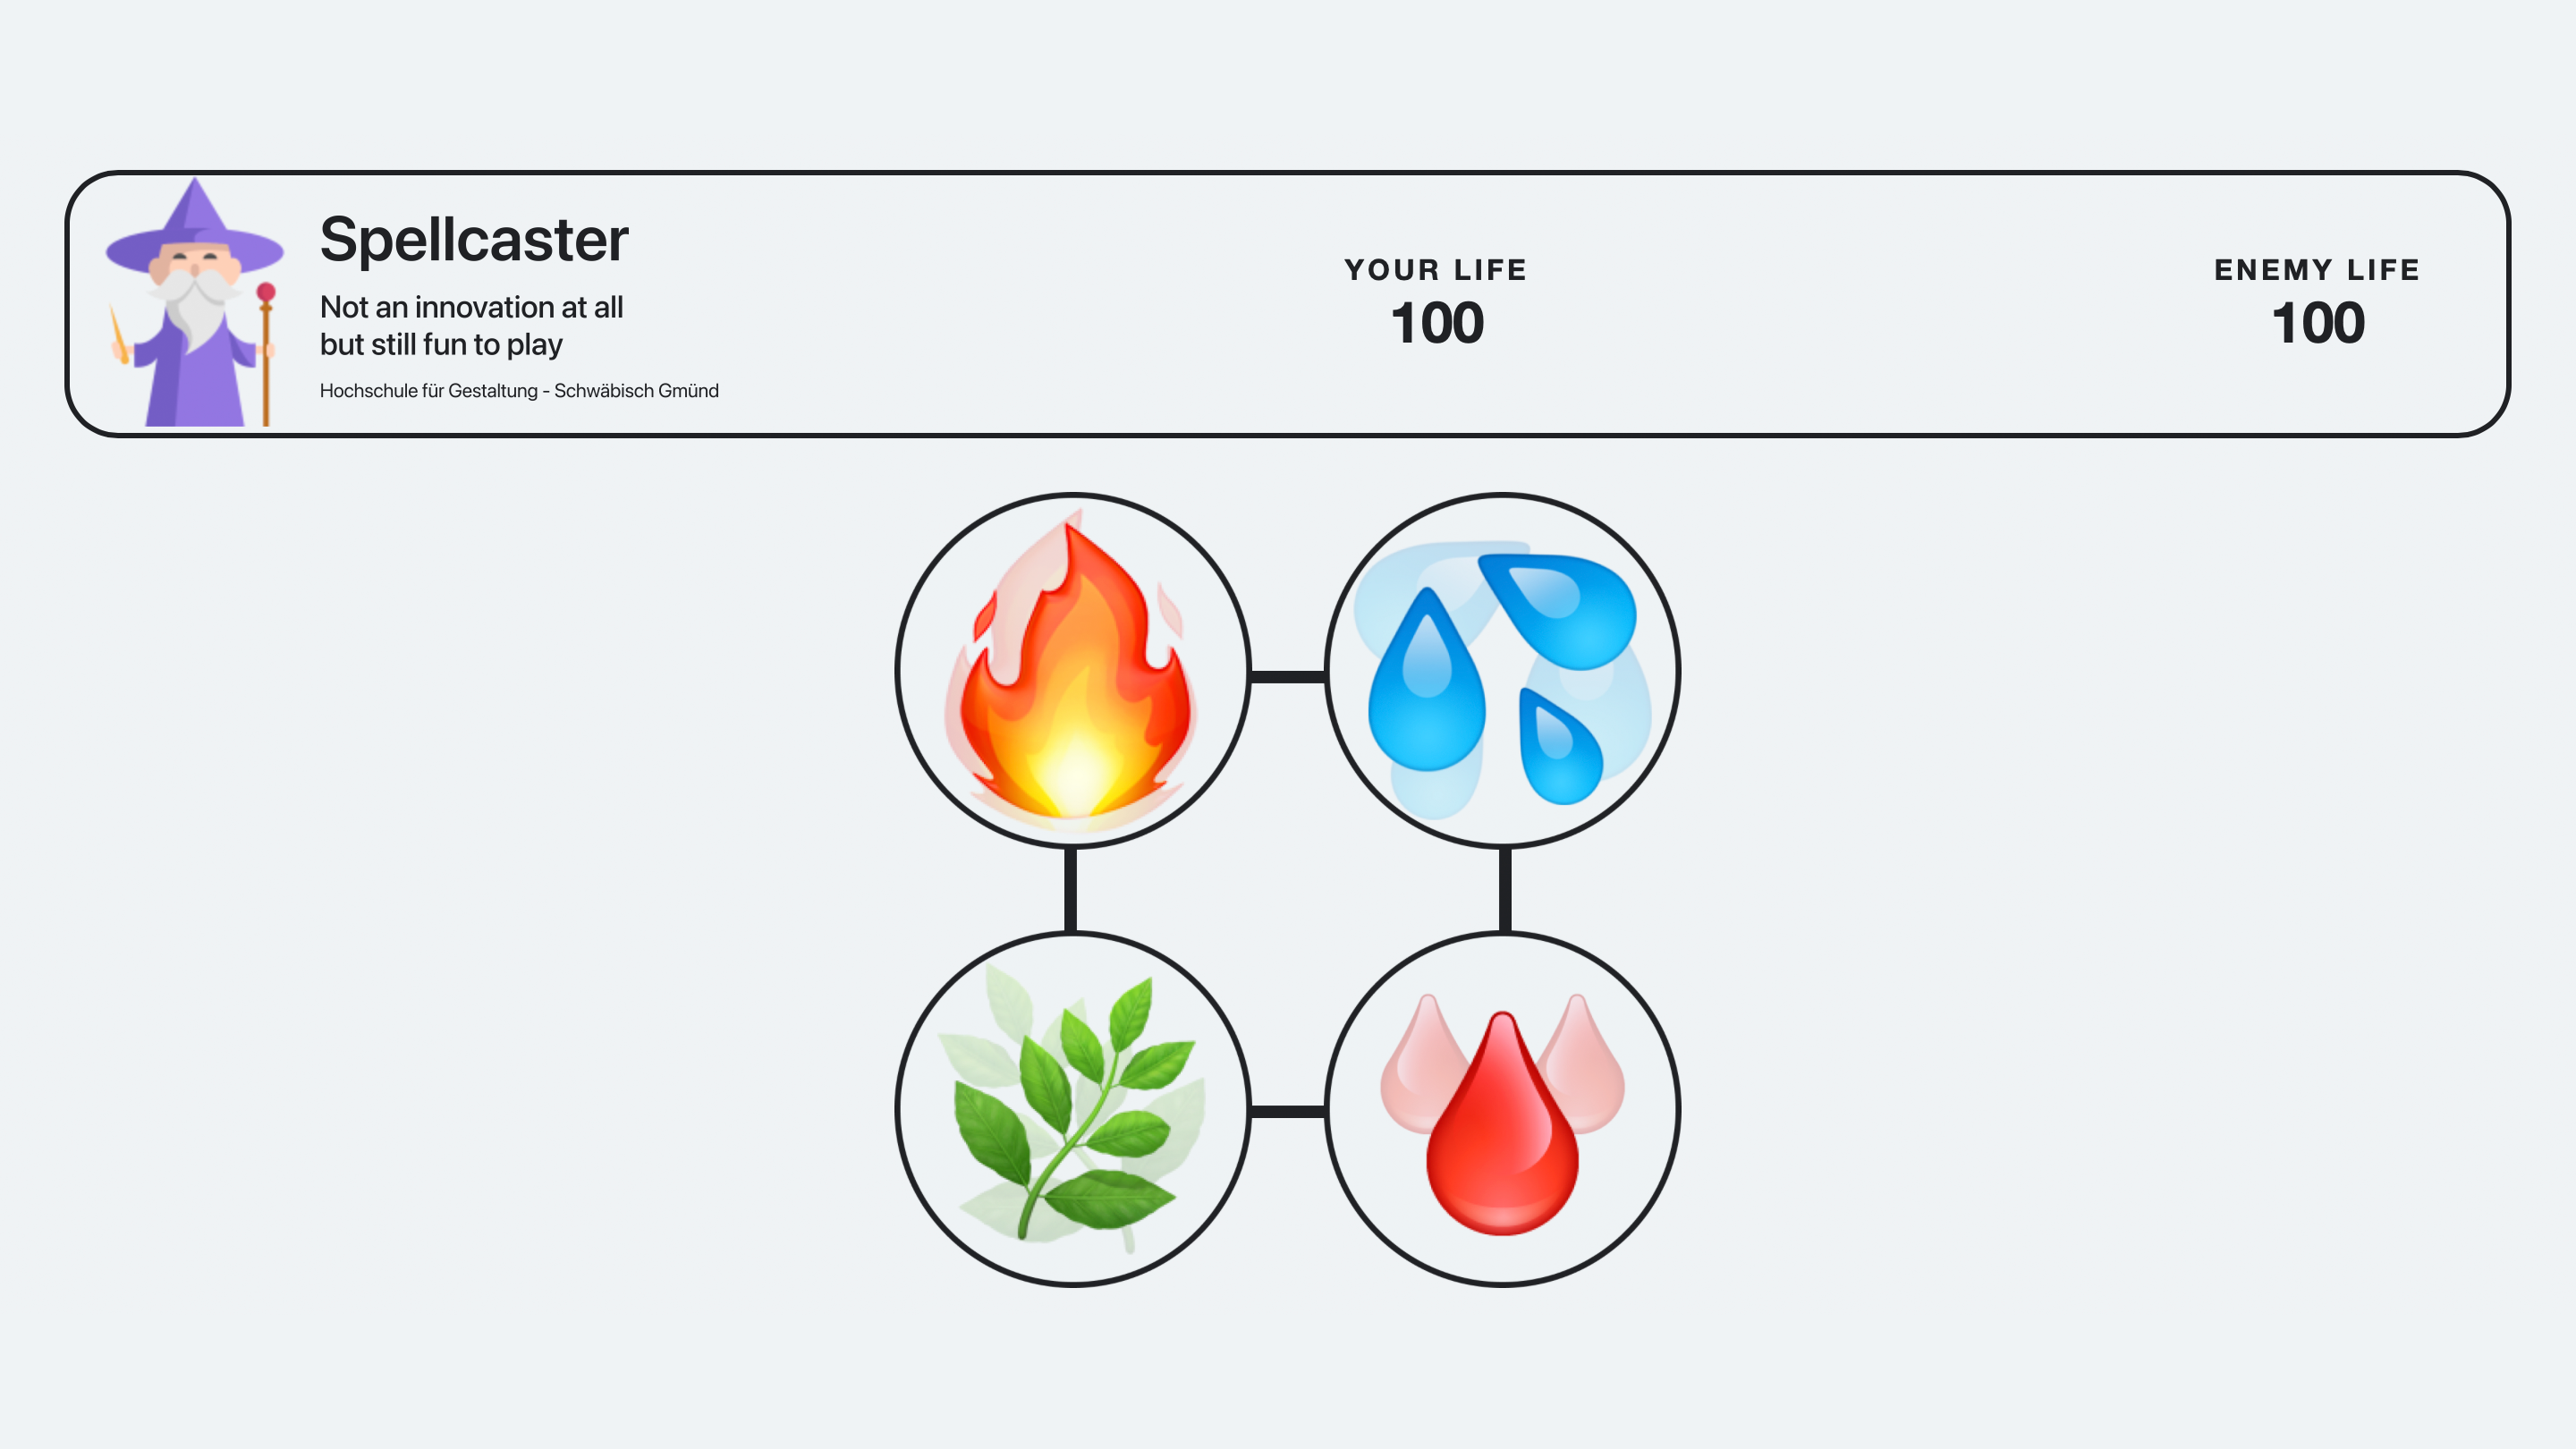 Spellcaster
Not an innovation at all
but still fun to play
Hochschule für Gestaltung - Schwäbisch Gmünd
YOUR LIFE
100
ENEMY LIFE
100